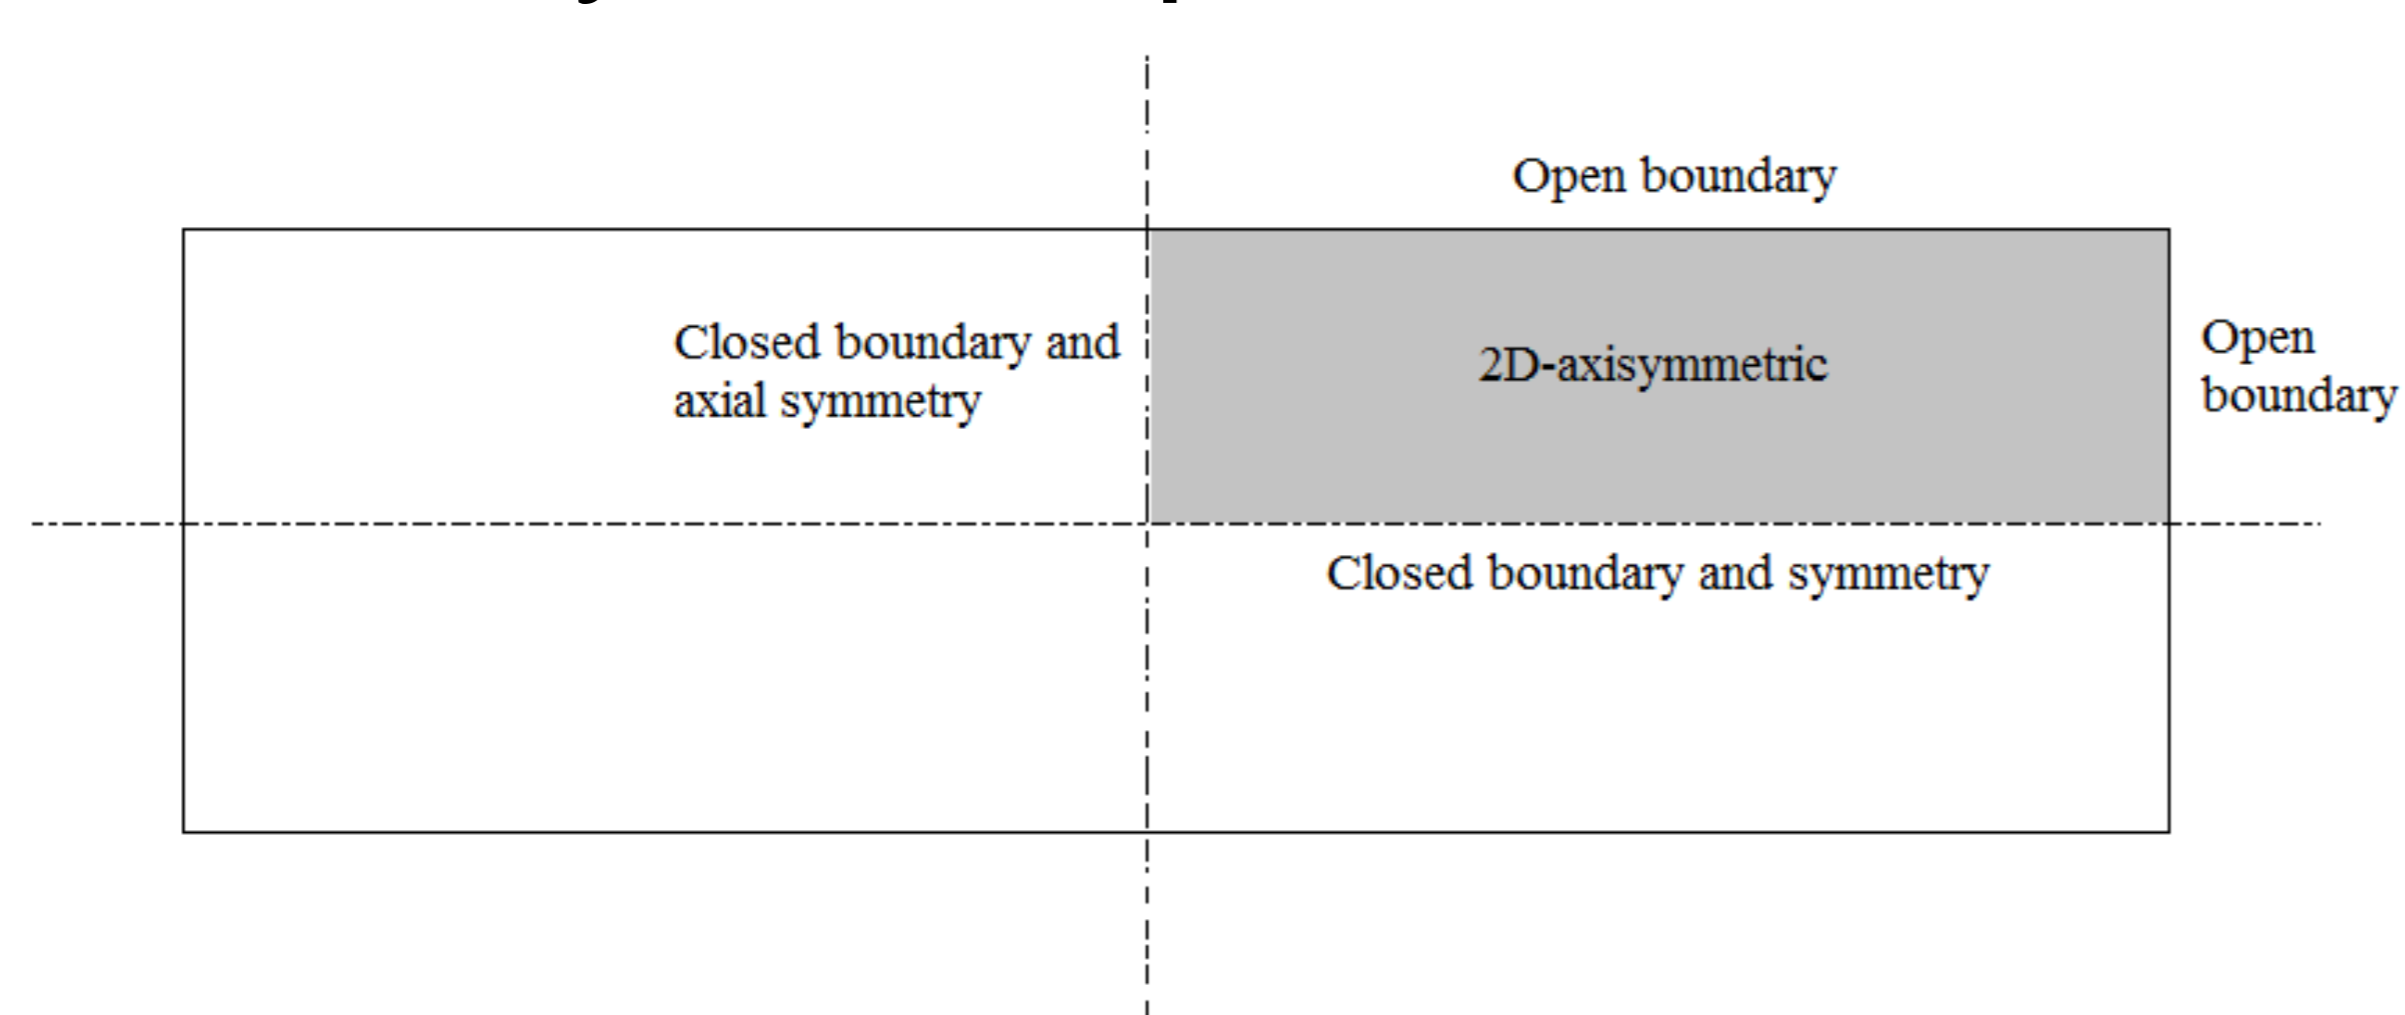 Open boundary
Closed boundary and
axial symmetry
2D-axisymmetric
Open
boundary
Closed boundary and symmetry